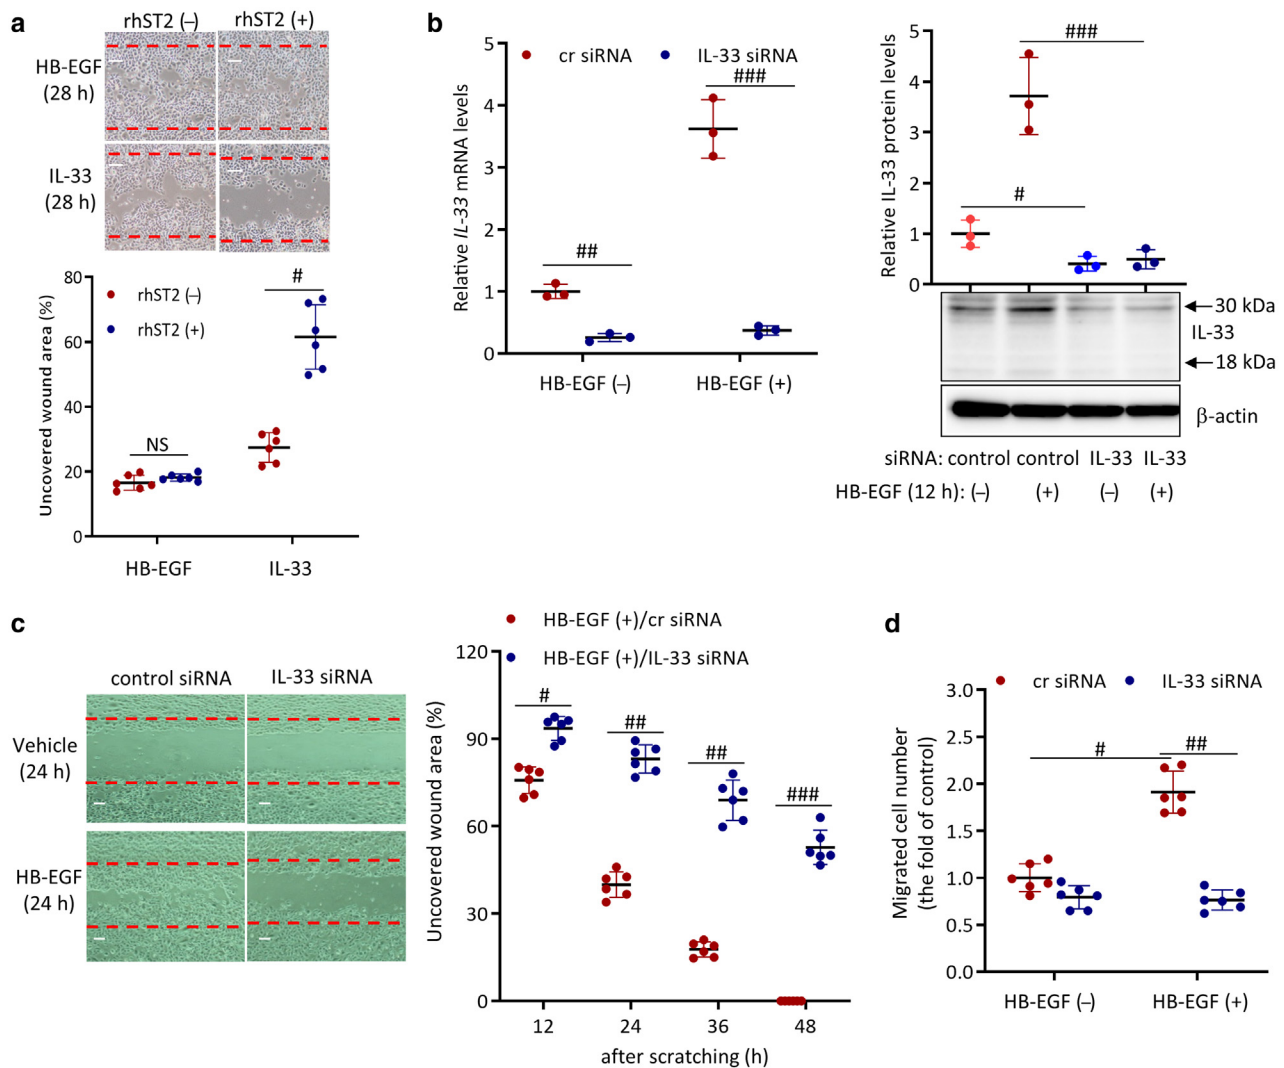 a
rhST2 (–) rhST2 (+)
HB-EGF
(28 h)
IL-33
(28 h)
Uncovered wound area (%)
80
60
40
20
0
rhST2 (–)
rhST2 (+)
NS
#
HB-EGF IL-33
b
Relative IL-33 mRNA levels
5
4
3
2
1
0
cr siRNA IL-33 siRNA
##
###
HB-EGF (–) HB-EGF (+)
Relative IL-33 protein levels
5
4
3
2
1
0
###
#
30 kDa
IL-33
18 kDa
β-actin
siRNA: control control IL-33 IL-33
HB-EGF (12 h): (–) (+) (–) (+)
c
control siRNA IL-33 siRNA
Vehicle
(24 h)
HB-EGF
(24 h)
HB-EGF (+)/cr siRNA
HB-EGF (+)/IL-33 siRNA
Uncovered wound area (%)
120
90
60
30
0
#
##
##
###
12 24 36 48
after scratching (h)
d
cr siRNA IL-33 siRNA
Migrated cell number
(the fold of control)
3.0
2.5
2.0
1.5
1.0
0.5
0.0
#
##
HB-EGF (–) HB-EGF (+)